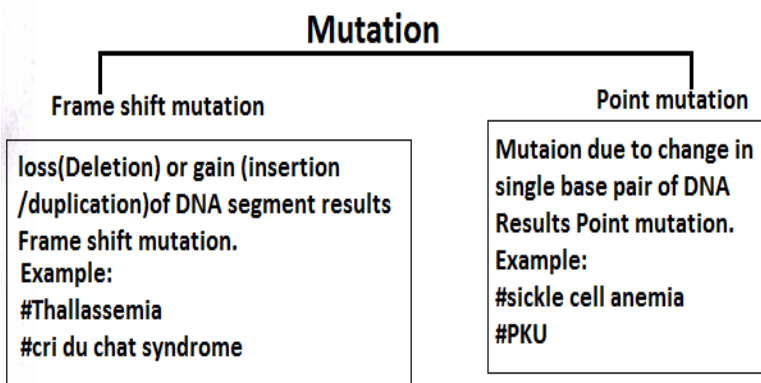 Mutation
Frame shift mutation
loss(Deletion) or gain (insertion
/duplication)of DNA segment results
Frame shift mutation.
Example:
#Thallassemia
#cri du chat syndrome
Point mutation
Mutaion due to change in
single base pair of DNA
Results Point mutation.
Example:
#sickle cell anemia
#PKU